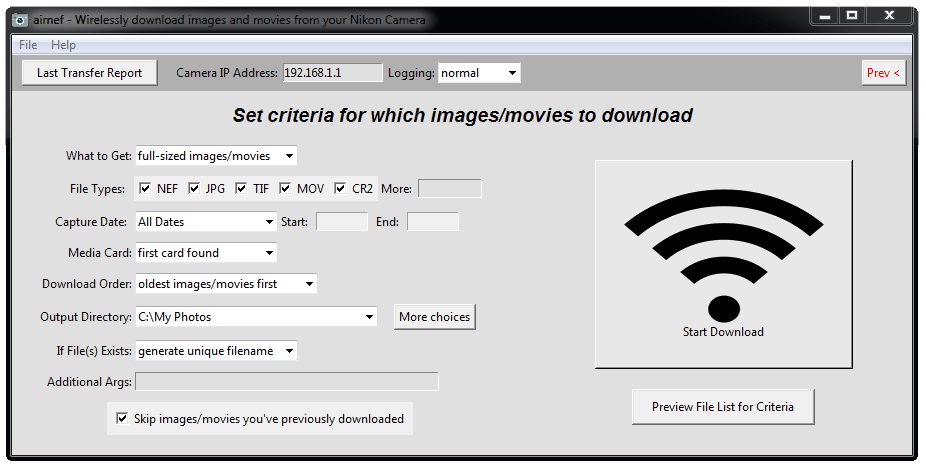 airnef - Wirelessly download images and movies from your Nikon Camera
File Help
Last Transfer Report Camera IP Address: 192.168.1.1 Logging: normal Prev <
Set criteria for which images/movies to download
What to Get: full-sized images/movies
File Types: NEF JPG TIF MOV CR2 More:
Capture Date: All Dates Start: End:
Media Card: first card found
Download Order: oldest images/movies first
Output Directory: C:\My Photos More choices
If File(s) Exists: generate unique filename
Additional Args:
Skip images/movies you've previously downloaded
Start Download
Preview File List for Criteria